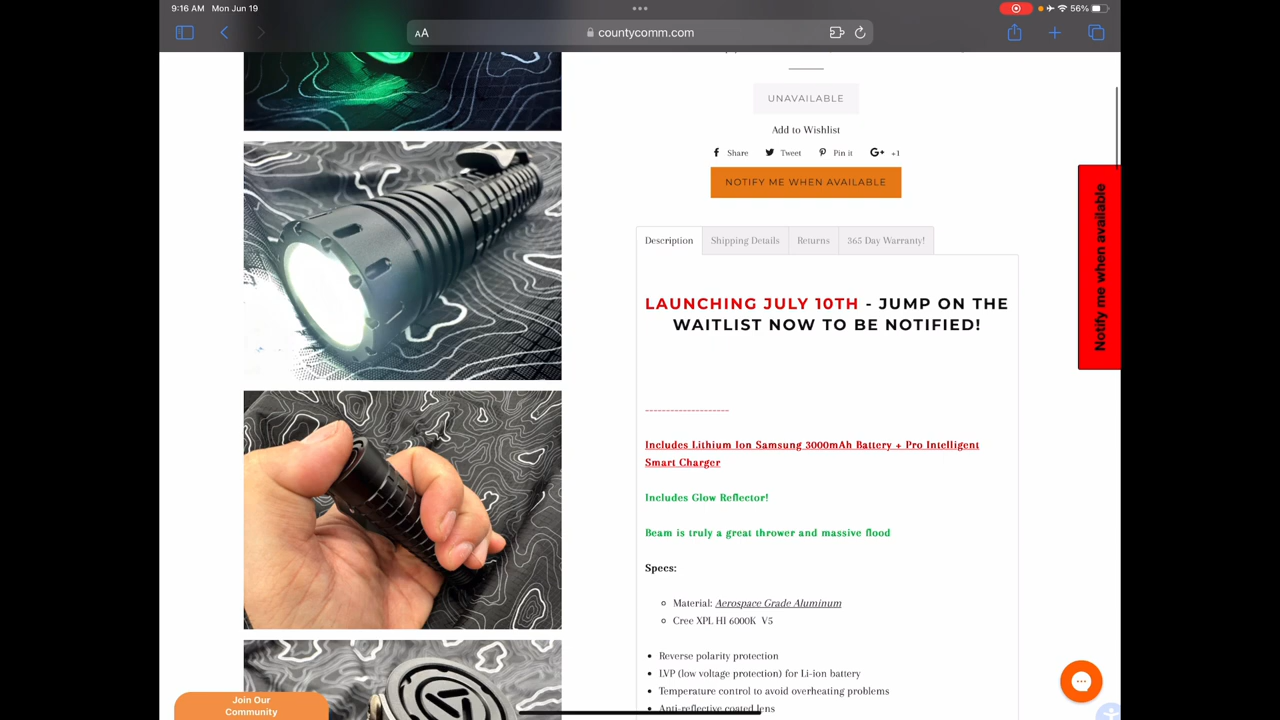 9:16 AM Mon Jun 19
56%
AA
countycomm.com
UNAVAILABLE
Add to Wishlist
Share Tweet Pin it G+ +1
NOTIFY ME WHEN AVAILABLE
Notify me when available
Description Shipping Details Returns 365 Day Warranty!
LAUNCHING JULY 10TH - JUMP ON THE
WAITLIST NOW TO BE NOTIFIED!
--------------------
Includes Lithium Ion Samsung 3000mAh Battery + Pro Intelligent
Smart Charger
Includes Glow Reflector!
Beam is truly a great thrower and massive flood
Specs:
Material: Aerospace Grade Aluminum
Cree XPL HI 6000K V5
Reverse polarity protection
LVP (low voltage protection) for Li-ion battery
Temperature control to avoid overheating problems
Anti-reflective coated lens
Join Our
Community